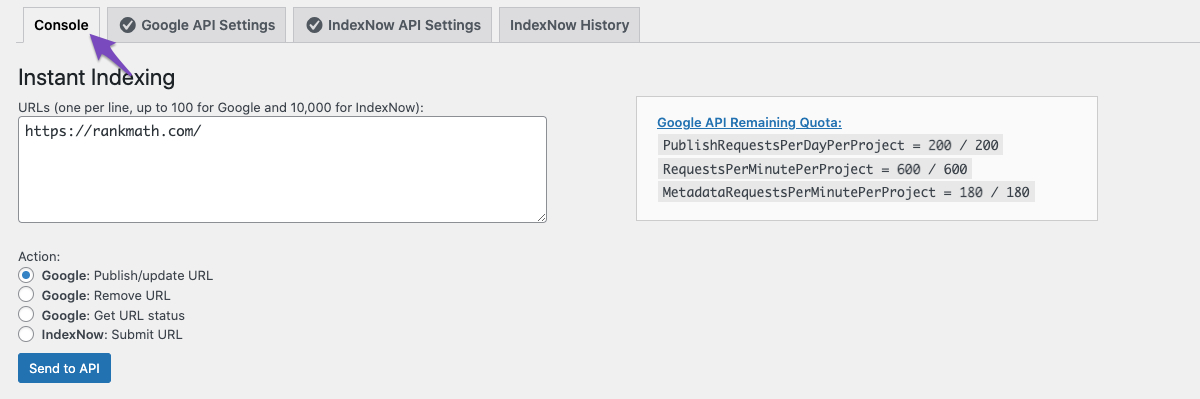 Console
Google API Settings
IndexNow API Settings
IndexNow History
Instant Indexing
URLs (one per line, up to 100 for Google and 10,000 for IndexNow):
https://rankmath.com/
Google API Remaining Quota:
PublishRequestsPerDayPerProject = 200 / 200
RequestsPerMinutePerProject = 600 / 600
MetadataRequestsPerMinutePerProject = 180 / 180
Action:
Google: Publish/update URL
Google: Remove URL
Google: Get URL status
IndexNow: Submit URL
Send to API